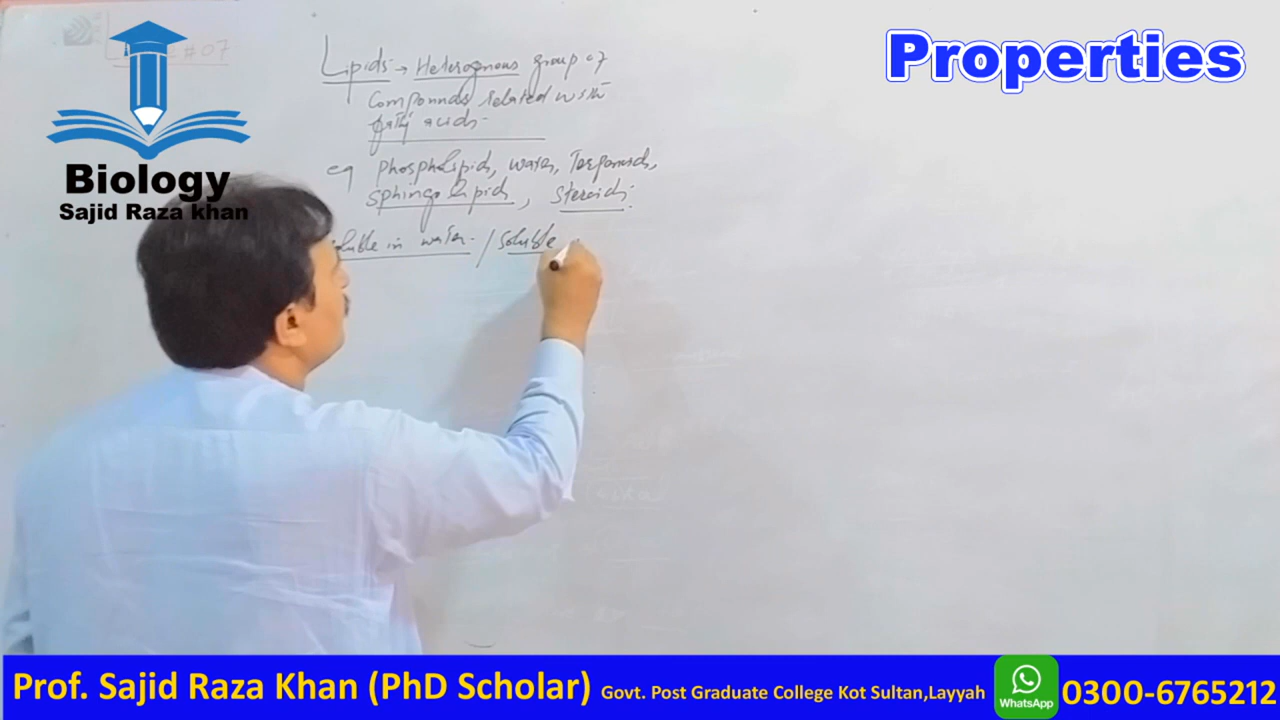 Properties
#07
Biology
Sajid Raza khan
Lipids → Heterogenous group of
Compounds related with
fatty acids.
eg Phospholipids, waxes, Terpenoids,
Sphingolipids, Steroids.
soluble in water. / Soluble
Prof. Sajid Raza Khan (PhD Scholar) Govt. Post Graduate College Kot Sultan,Layyah WhatsApp 0300-6765212